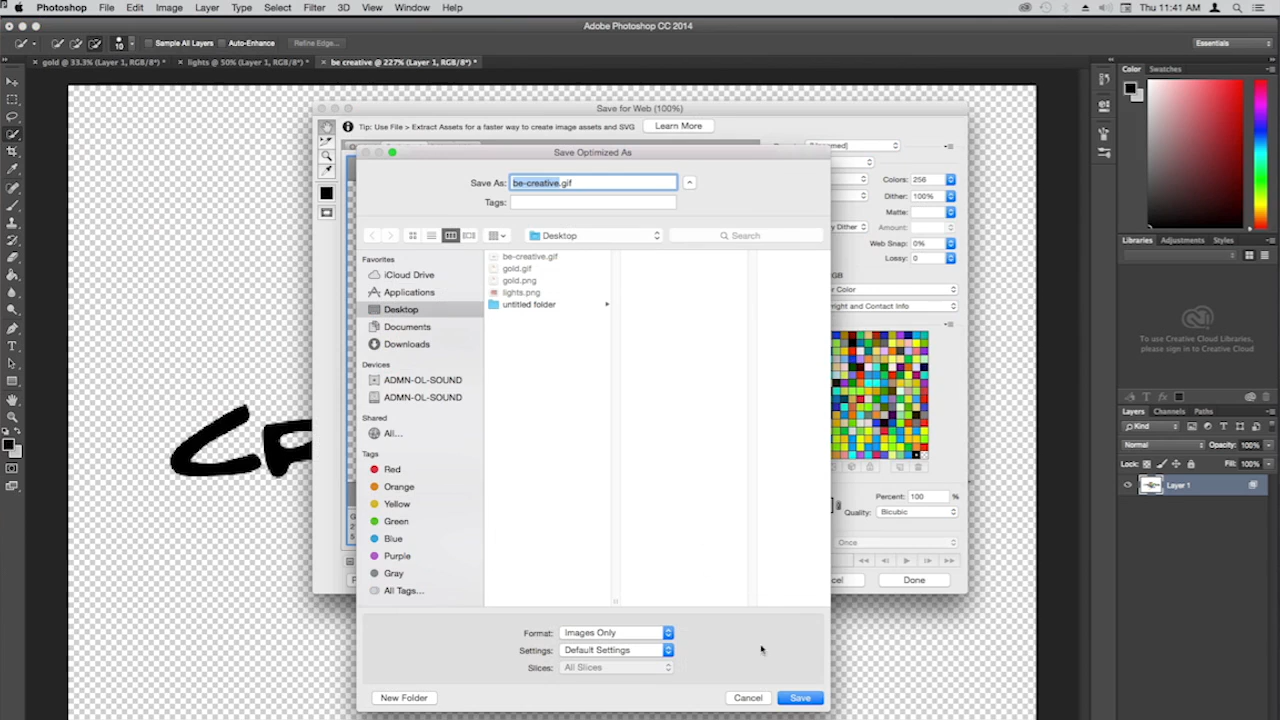 Photoshop File Edit Image Layer Type Select Filter 3D View Window Help Thu 11:41 AM
Adobe Photoshop CC 2014
10 Sample All Layers Auto-Enhance Refine Edge... Essentials
× gold @ 33.3% (Layer 1, RGB/8*) * × lights @ 50% (Layer 1, RGB/8*) * × be creative @ 227% (Layer 1, RGB/8*) *
Color Swatches
Save for Web (100%)
Tip: Use File > Extract Assets for a faster way to create image assets and SVG Learn More
[Unnamed]
Save Optimized As
Save As: be-creative.gif
Tags:
Desktop
Search
Favorites
iCloud Drive
Applications
Desktop
Documents
Downloads
Devices
ADMN-OL-SOUND
ADMN-OL-SOUND
Shared
All...
Tags
Red
Orange
Yellow
Green
Blue
Purple
Gray
All Tags...
be-creative.gif
gold.gif
gold.png
lights.png
untitled folder
Format: Images Only
Settings: Default Settings
Slices: All Slices
New Folder Cancel Save
Colors: 256
Dither: 100%
Matte:
Dither Amount:
Web Snap: 0%
Lossy: 0
Color
right and Contact Info
Percent: 100 %
Quality: Bicubic
Once
cel Done
Libraries Adjustments Styles
To use Creative Cloud Libraries,
please sign in to Creative Cloud
Layers Channels Paths
Kind
Normal Opacity: 100%
Lock: Fill: 100%
Layer 1